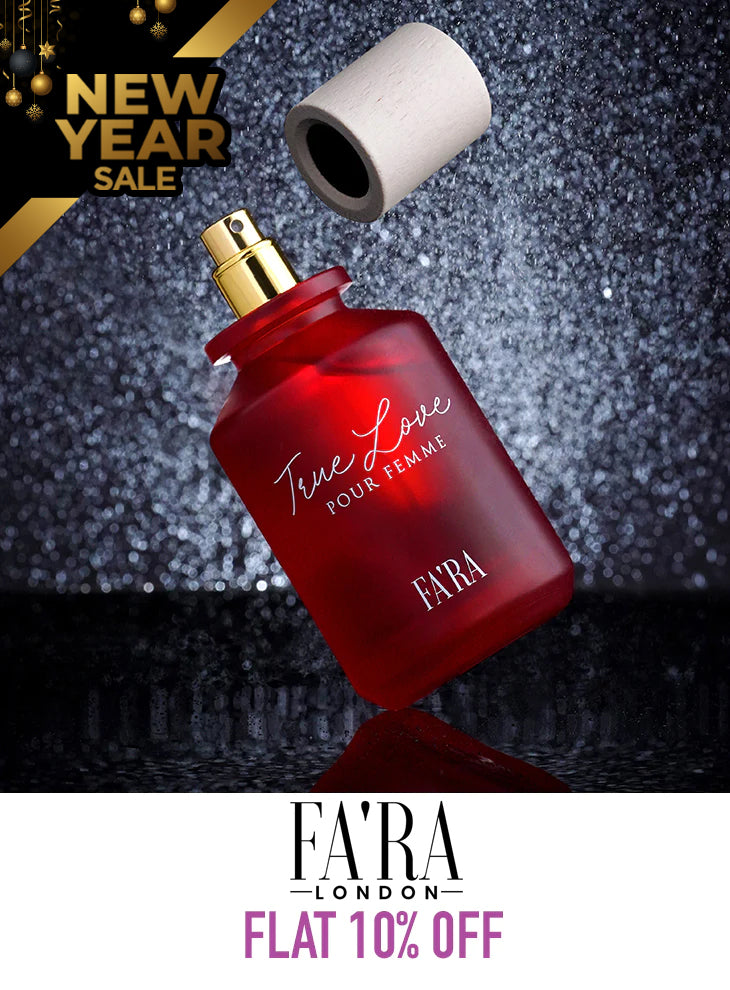 NEW
YEAR
SALE
True Love
POUR FEMME
FA'RA
FA'RA
LONDON
FLAT 10% OFF